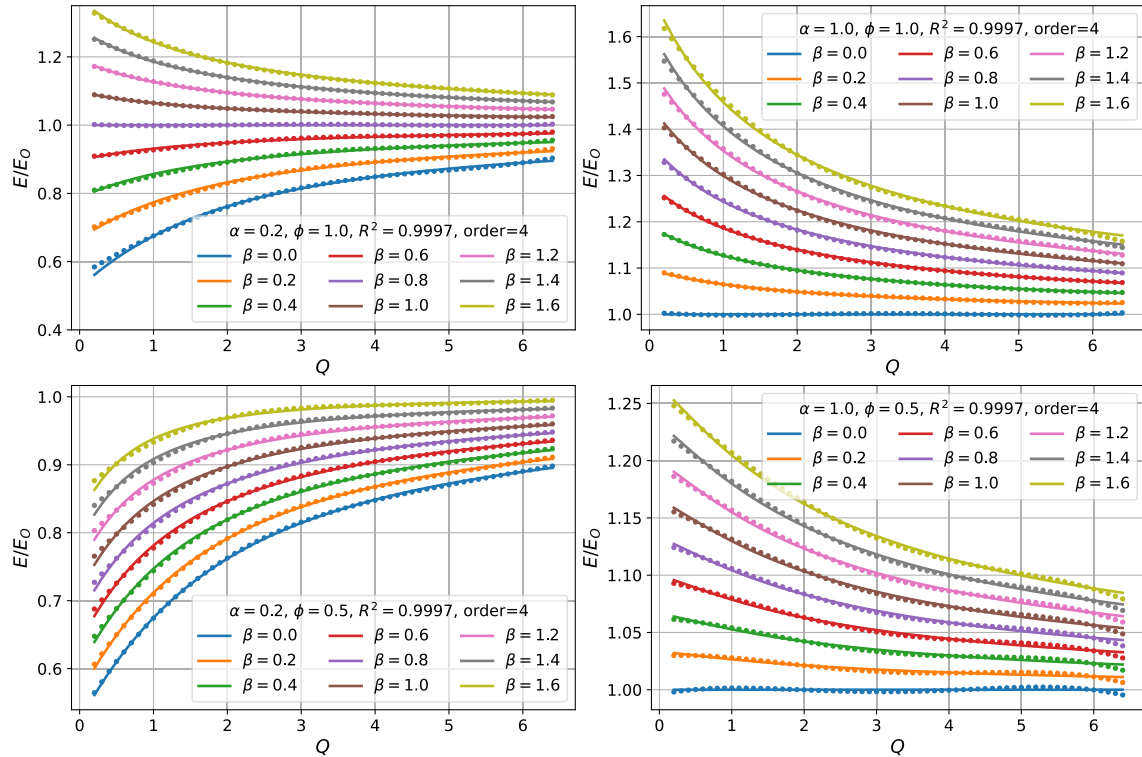 E/E_O
1.2
1.0
0.8
0.6
0.4
α = 0.2, ϕ = 1.0, R² = 0.9997, order=4
β = 0.0 β = 0.6 β = 1.2
β = 0.2 β = 0.8 β = 1.4
β = 0.4 β = 1.0 β = 1.6
0 1 2 3 4 5 6
Q
E/E_O
1.6
1.5
1.4
1.3
1.2
1.1
1.0
α = 1.0, ϕ = 1.0, R² = 0.9997, order=4
β = 0.0 β = 0.6 β = 1.2
β = 0.2 β = 0.8 β = 1.4
β = 0.4 β = 1.0 β = 1.6
0 1 2 3 4 5 6
Q
E/E_O
1.0
0.9
0.8
0.7
0.6
α = 0.2, ϕ = 0.5, R² = 0.9997, order=4
β = 0.0 β = 0.6 β = 1.2
β = 0.2 β = 0.8 β = 1.4
β = 0.4 β = 1.0 β = 1.6
0 1 2 3 4 5 6
Q
E/E_O
1.25
1.20
1.15
1.10
1.05
1.00
α = 1.0, ϕ = 0.5, R² = 0.9997, order=4
β = 0.0 β = 0.6 β = 1.2
β = 0.2 β = 0.8 β = 1.4
β = 0.4 β = 1.0 β = 1.6
0 1 2 3 4 5 6
Q